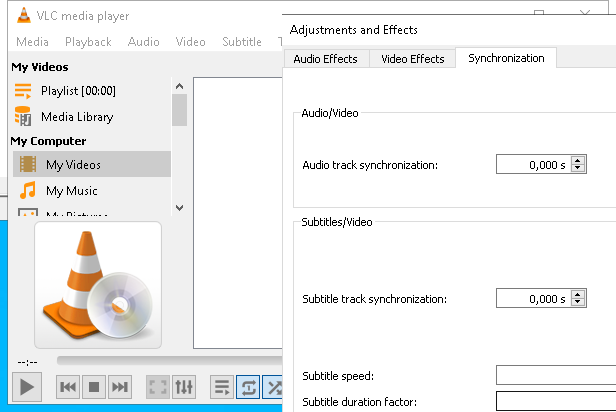 VLC media player
Media Playback Audio Video Subtitle
My Videos
Playlist [00:00]
Media Library
My Computer
My Videos
My Music
My Pictures
--:--
Adjustments and Effects
Audio Effects Video Effects Synchronization
Audio/Video
Audio track synchronization: 0,000 s
Subtitles/Video
Subtitle track synchronization: 0,000 s
Subtitle speed:
Subtitle duration factor: